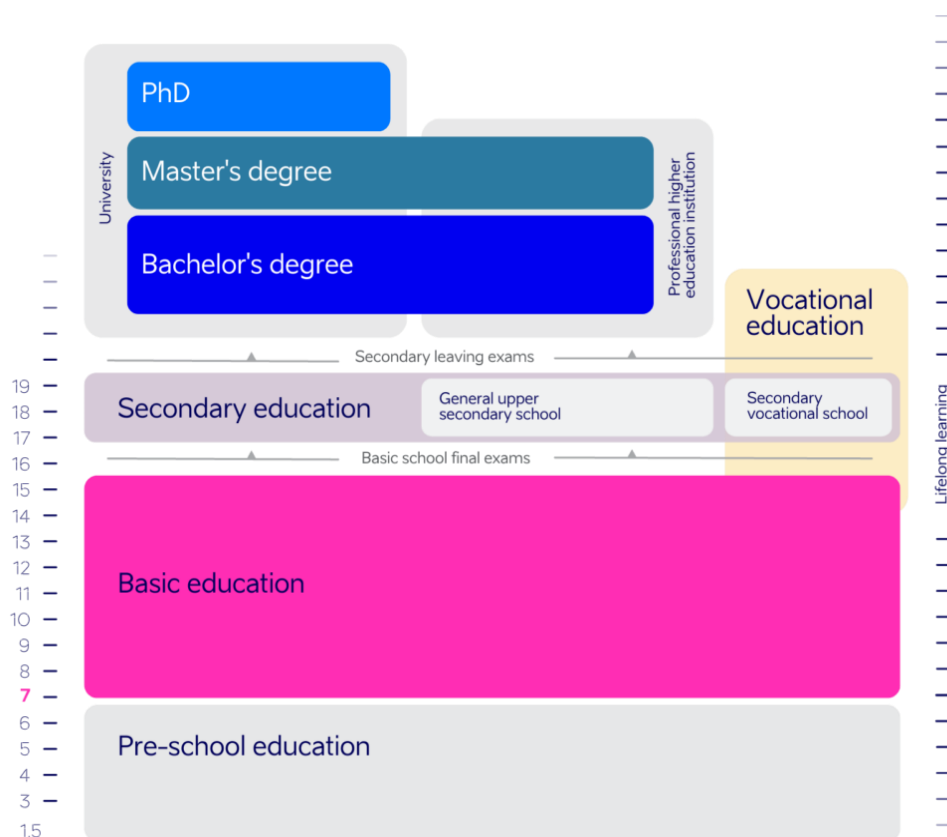 PhD
Master's degree
Bachelor's degree
University
Professional higher
education institution
Vocational
education
Secondary leaving exams
Secondary education
General upper
secondary school
Secondary
vocational school
Basic school final exams
Basic education
Pre-school education
19
18
17
16
15
14
13
12
11
10
9
8
7
6
5
4
3
1.5
Lifelong learning